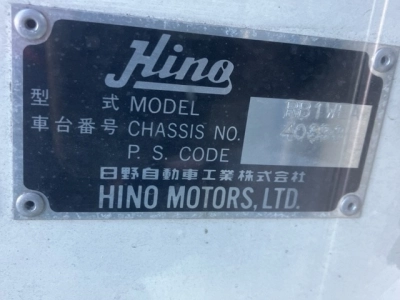 Hino
型 式 MODEL
車台番号 CHASSIS NO.
P. S. CODE
日野自動車工業株式会社
HINO MOTORS, LTD.